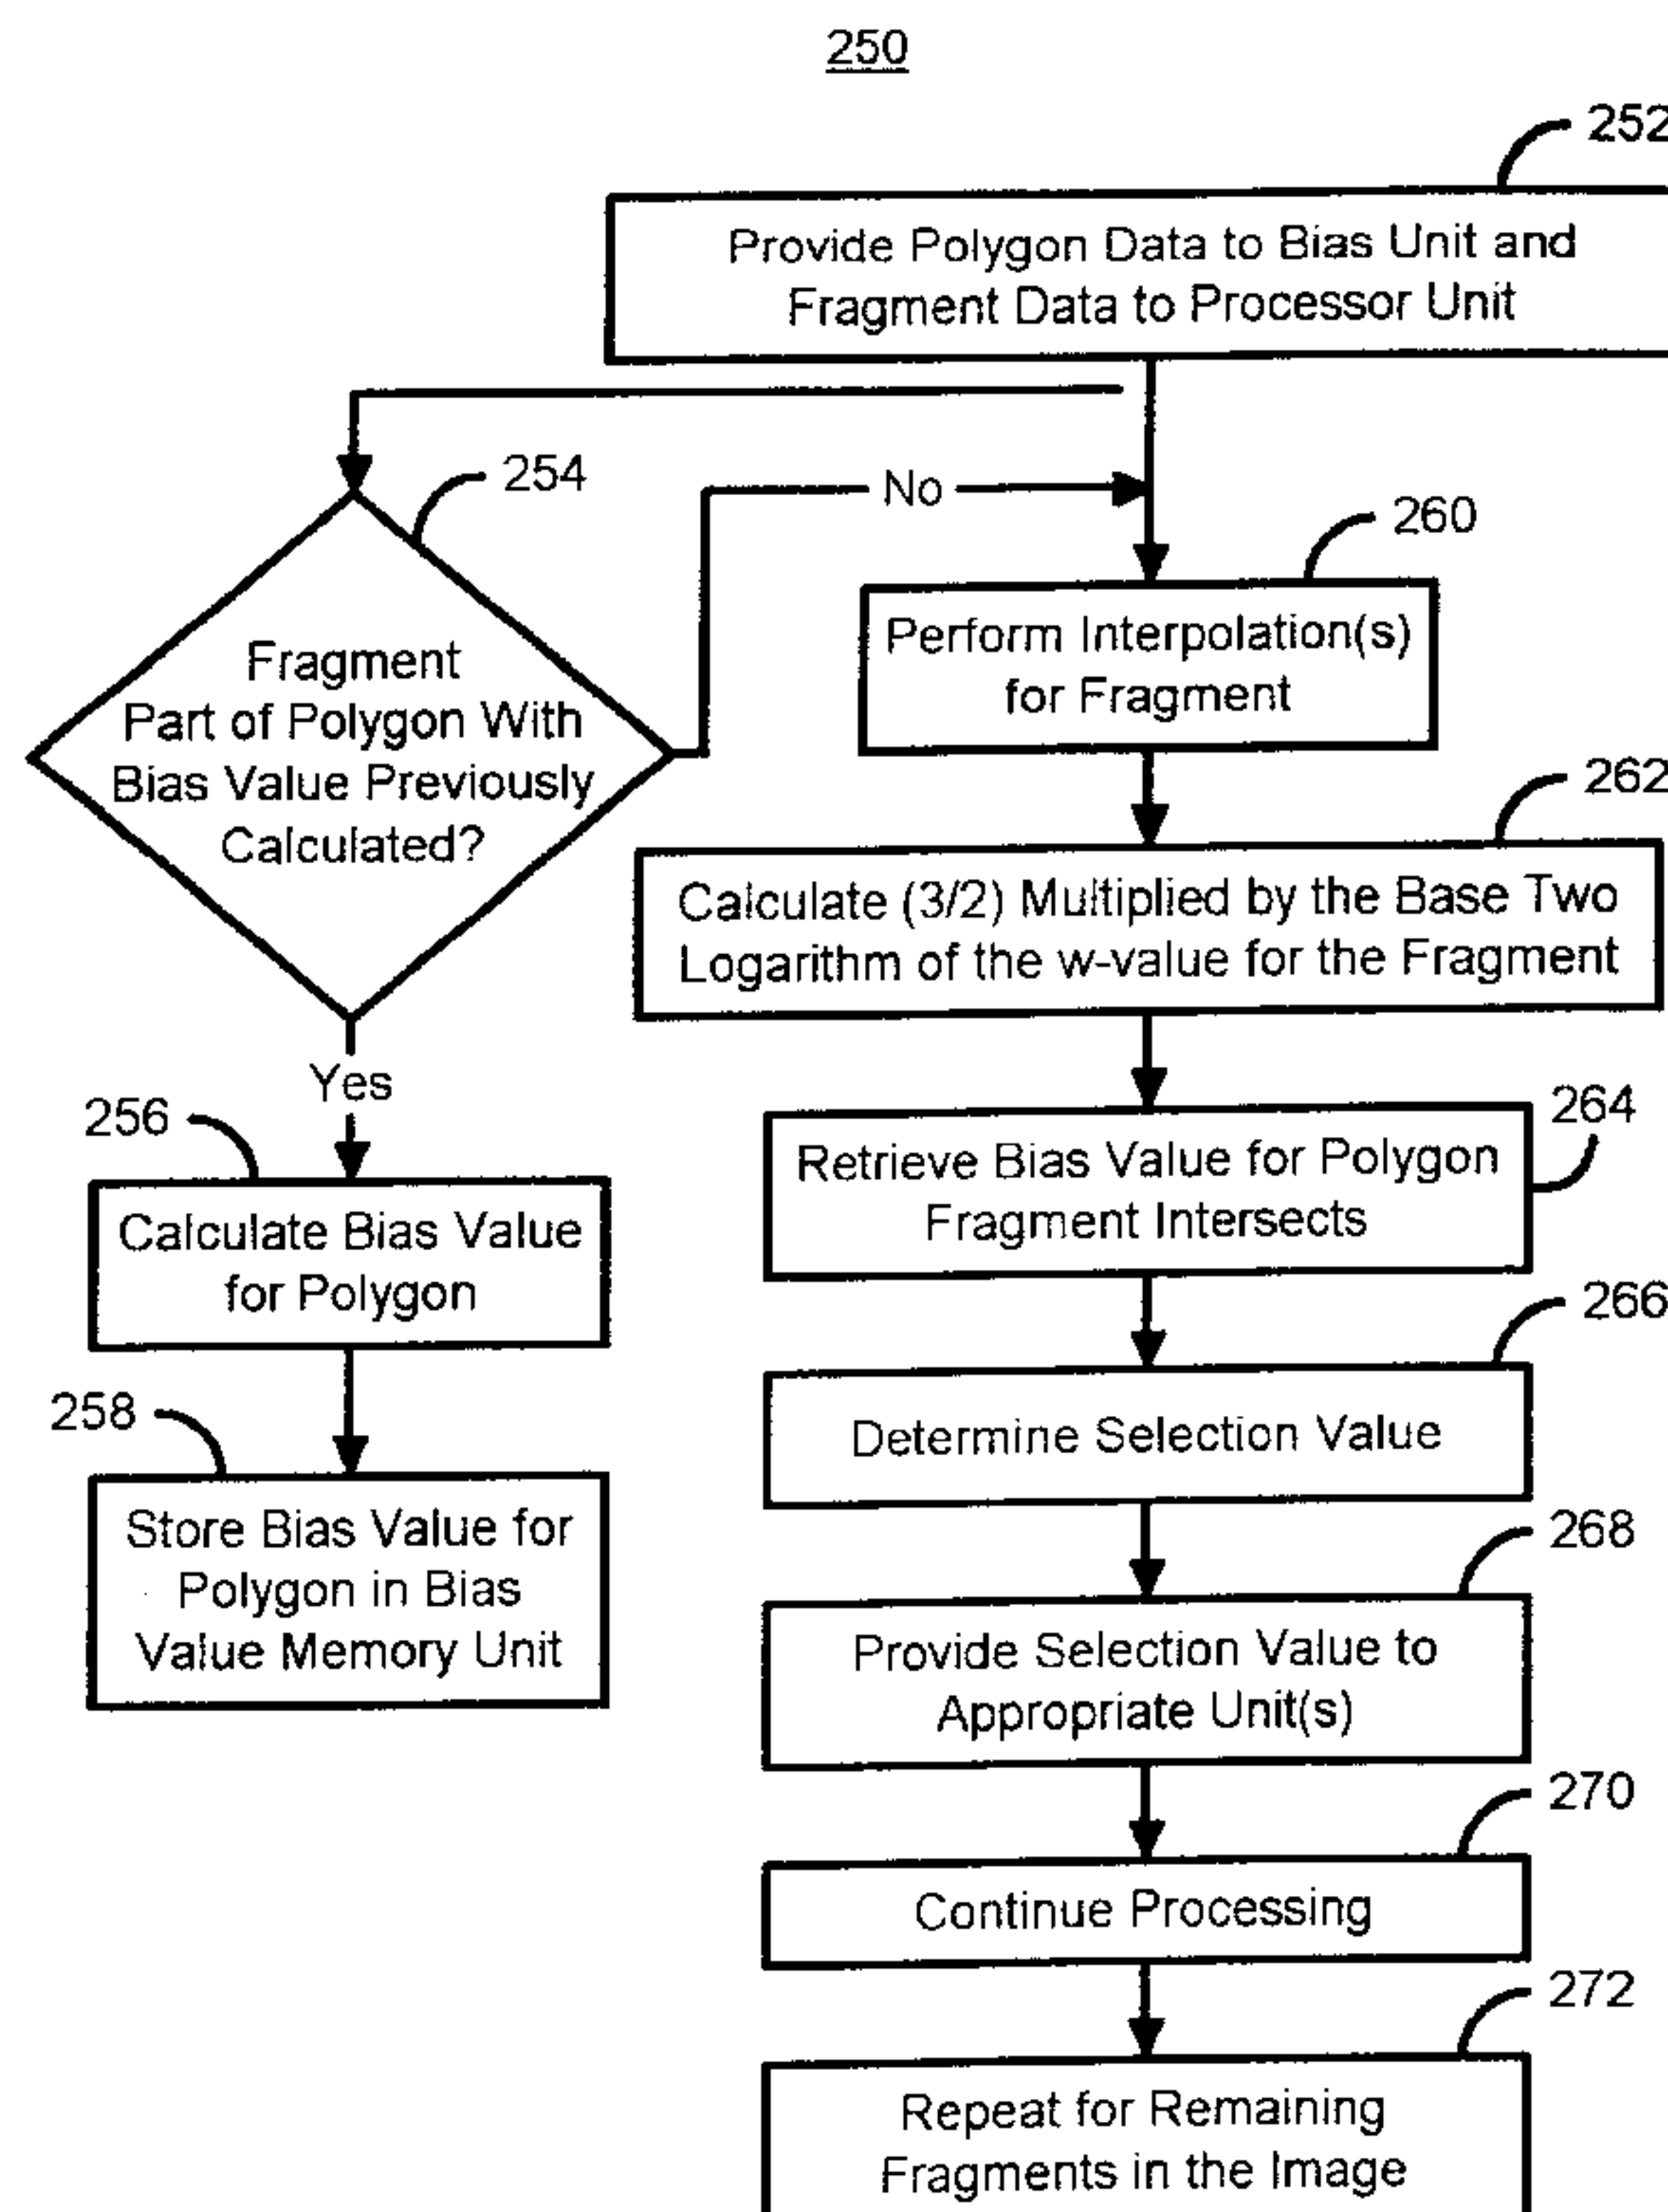 250
252
Provide Polygon Data to Bias Unit and
Fragment Data to Processor Unit
254
No
260
Fragment
Part of Polygon With
Bias Value Previously
Calculated?
Perform Interpolation(s)
for Fragment
262
Calculate (3/2) Multiplied by the Base Two
Logarithm of the w-value for the Fragment
Yes
256
264
Calculate Bias Value
for Polygon
Retrieve Bias Value for Polygon
Fragment Intersects
266
258
Determine Selection Value
Store Bias Value for
Polygon in Bias
Value Memory Unit
268
Provide Selection Value to
Appropriate Unit(s)
270
Continue Processing
272
Repeat for Remaining
Fragments in the Image